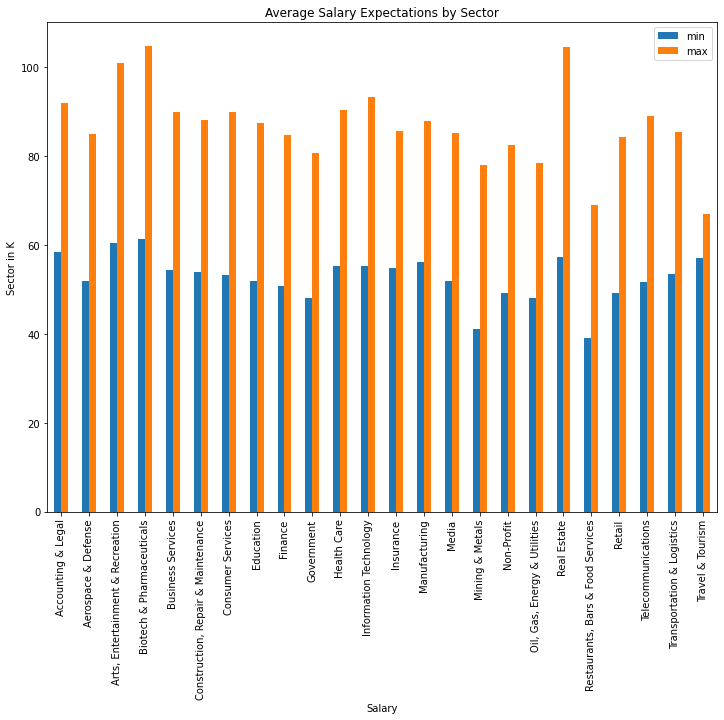 Average Salary Expectations by Sector
min
max
Sector in K
100
80
60
40
20
0
Accounting & Legal
Aerospace & Defense
Arts, Entertainment & Recreation
Biotech & Pharmaceuticals
Business Services
Construction, Repair & Maintenance
Consumer Services
Education
Finance
Government
Health Care
Information Technology
Insurance
Manufacturing
Media
Mining & Metals
Non-Profit
Oil, Gas, Energy & Utilities
Real Estate
Restaurants, Bars & Food Services
Retail
Telecommunications
Transportation & Logistics
Travel & Tourism
Salary